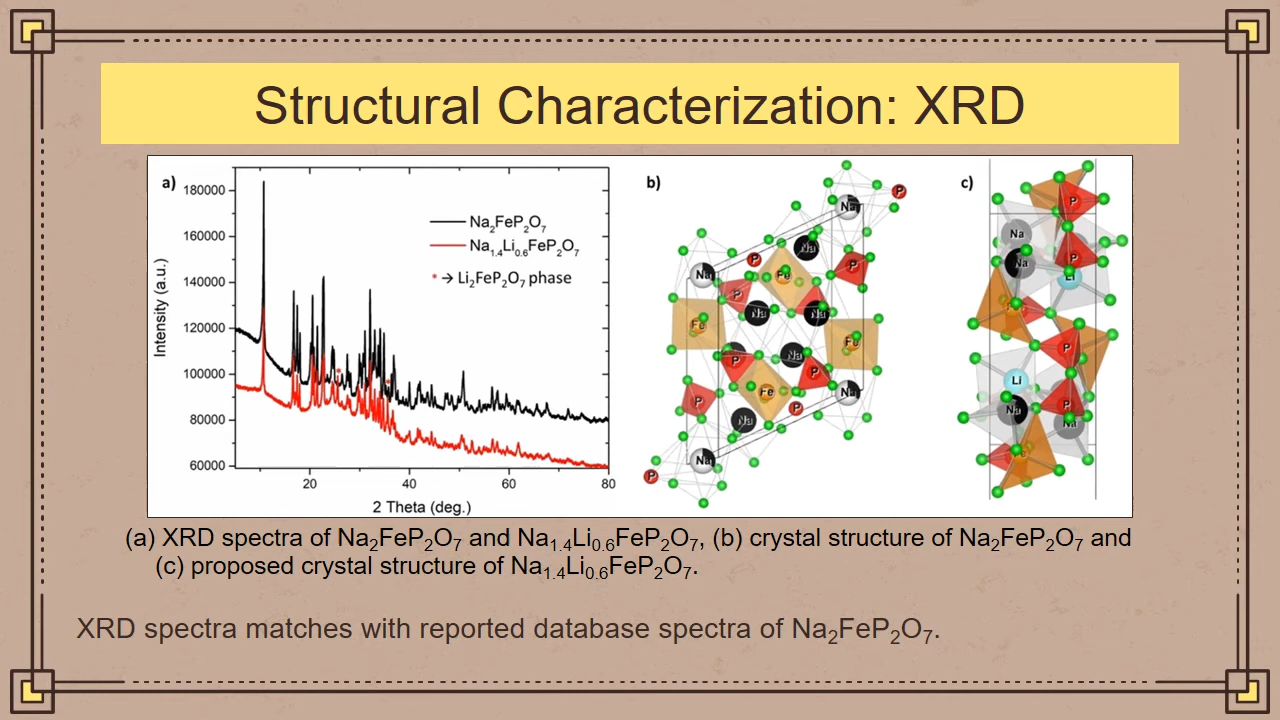 Structural Characterization: XRD
a)
180000
160000
140000
120000
100000
80000
60000
Intensity (a.u.)
Na₂FeP₂O₇
Na₁.₄Li₀.₆FeP₂O₇
* → Li₂FeP₂O₇ phase
20
40
60
80
2 Theta (deg.)
b)
P
Na
Na
P
P
Na
Fe
P
Na
Na
Fe
Fe
Na
P
P
Fe
Na
P
P
Na
Na
P
c)
P
Na
P
Na
Li
P
Li
P
Na
Na
(a) XRD spectra of Na₂FeP₂O₇ and Na₁.₄Li₀.₆FeP₂O₇, (b) crystal structure of Na₂FeP₂O₇ and
(c) proposed crystal structure of Na₁.₄Li₀.₆FeP₂O₇.
XRD spectra matches with reported database spectra of Na₂FeP₂O₇.